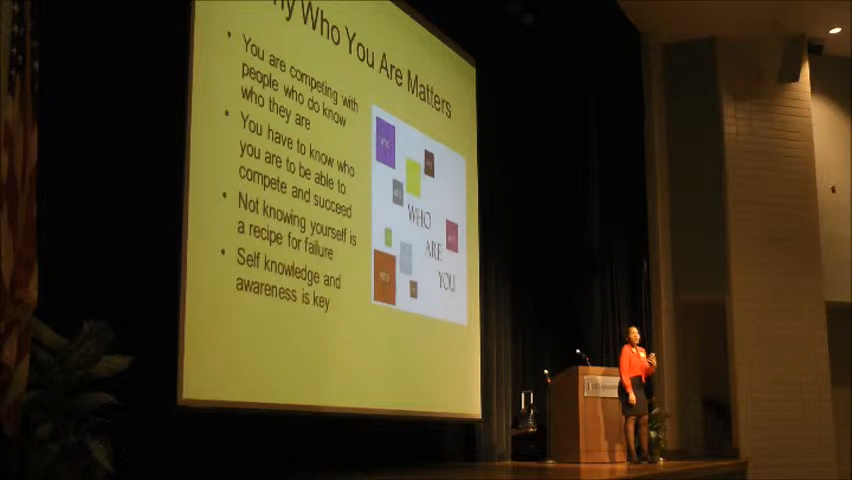 Who You Are Matters
• You are competing with
people who do know
who they are
• You have to know who
you are to be able to
compete and succeed
• Not knowing yourself is
a recipe for failure
• Self knowledge and
awareness is key
WHO
ARE
YOU